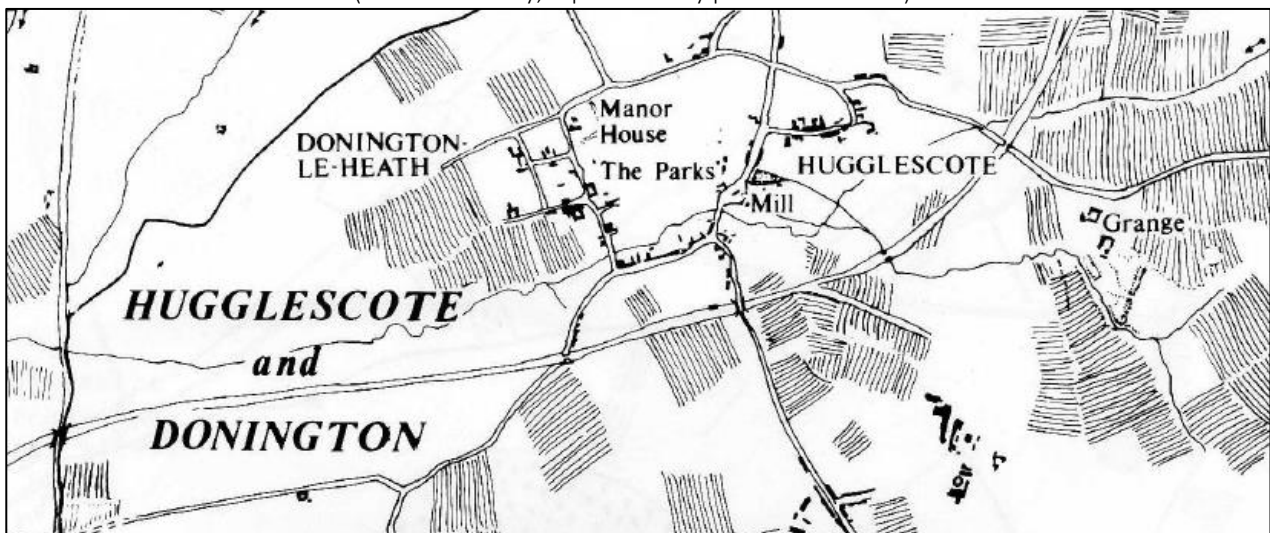 Manor
House
DONINGTON-
LE-HEATH
The Parks
HUGGLESCOTE
Mill
Grange
HUGGLESCOTE
and
DONINGTON